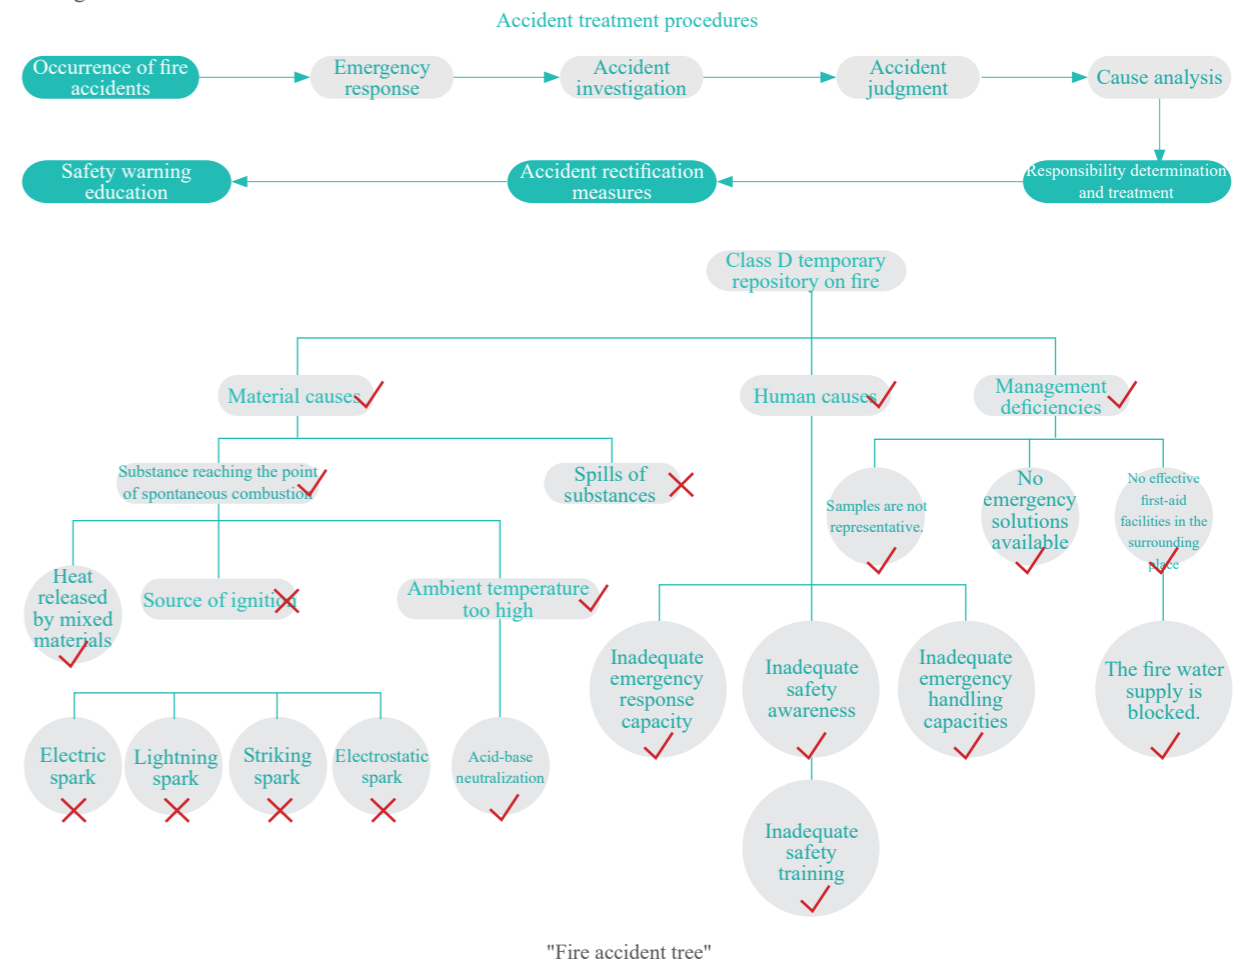 Accident treatment procedures
Occurrence of fire
accidents
Emergency
response
Accident
investigation
Accident
judgment
Cause analysis
Safety warning
education
Accident rectification
measures
Responsibility determination
and treatment
Class D temporary
repository on fire
Material causes
Human causes
Management
deficiencies
Substance reaching the point
of spontaneous combustion
Spills of
substances
Samples are not
representative.
No
emergency
solutions
available
No effective
first-aid
facilities in the
surrounding
place
Heat
released
by mixed
materials
Source of ignition
Ambient temperature
too high
Inadequate
emergency
response
capacity
Inadequate
safety
awareness
Inadequate
emergency
handling
capacities
The fire water
supply is
blocked.
Electric
spark
Lightning
spark
Striking
spark
Electrostatic
spark
Acid-base
neutralization
Inadequate
safety
training
"Fire accident tree"